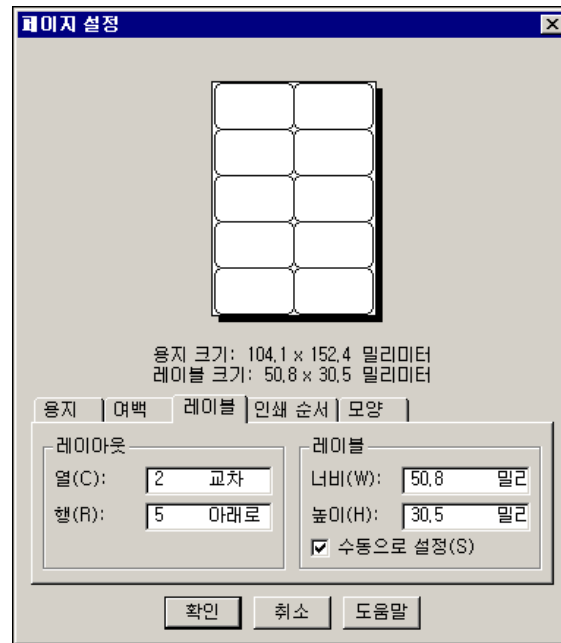 페이지 설정
용지 크기: 104,1 x 152,4 밀리미터
레이블 크기: 50,8 x 30,5 밀리미터
용지 여백 레이블 인쇄 순서 모양
레이아웃
열(C): 2 교차
행(R): 5 아래로
레이블
너비(W): 50,8 밀리
높이(H): 30,5 밀리
수동으로 설정(S)
확인 취소 도움말